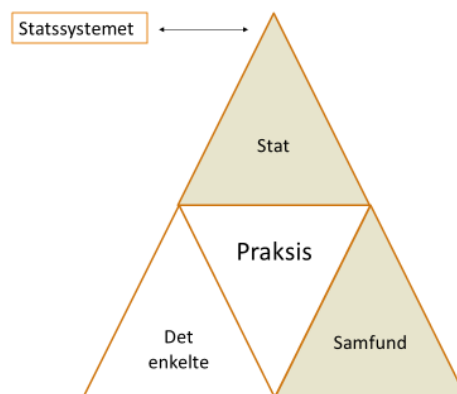 Statssystemet
Stat
Praksis
Det
enkelte
Samfund